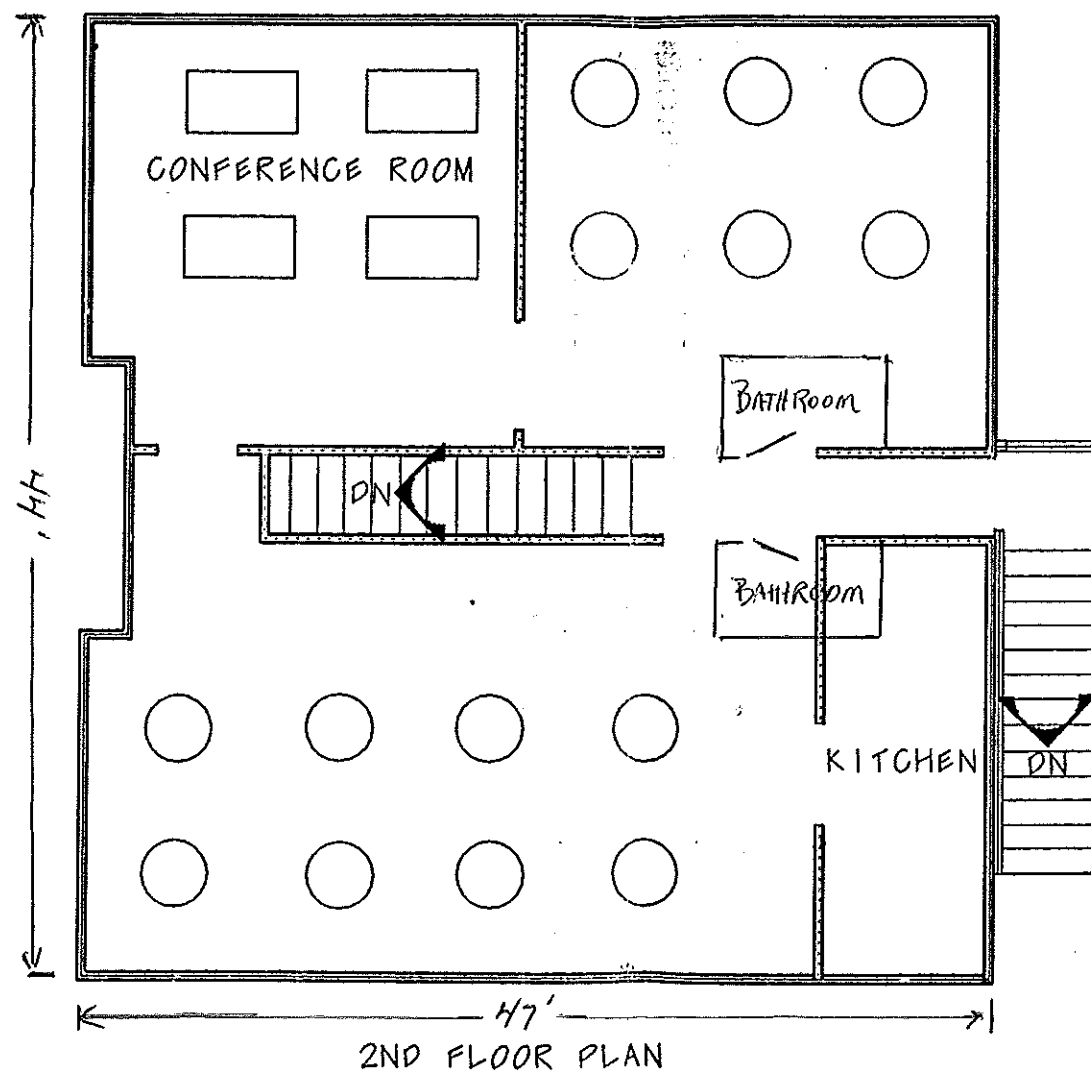 CONFERENCE ROOM
BATHROOM
DN
BATHROOM
KITCHEN
DN
44'
47'
2ND FLOOR PLAN